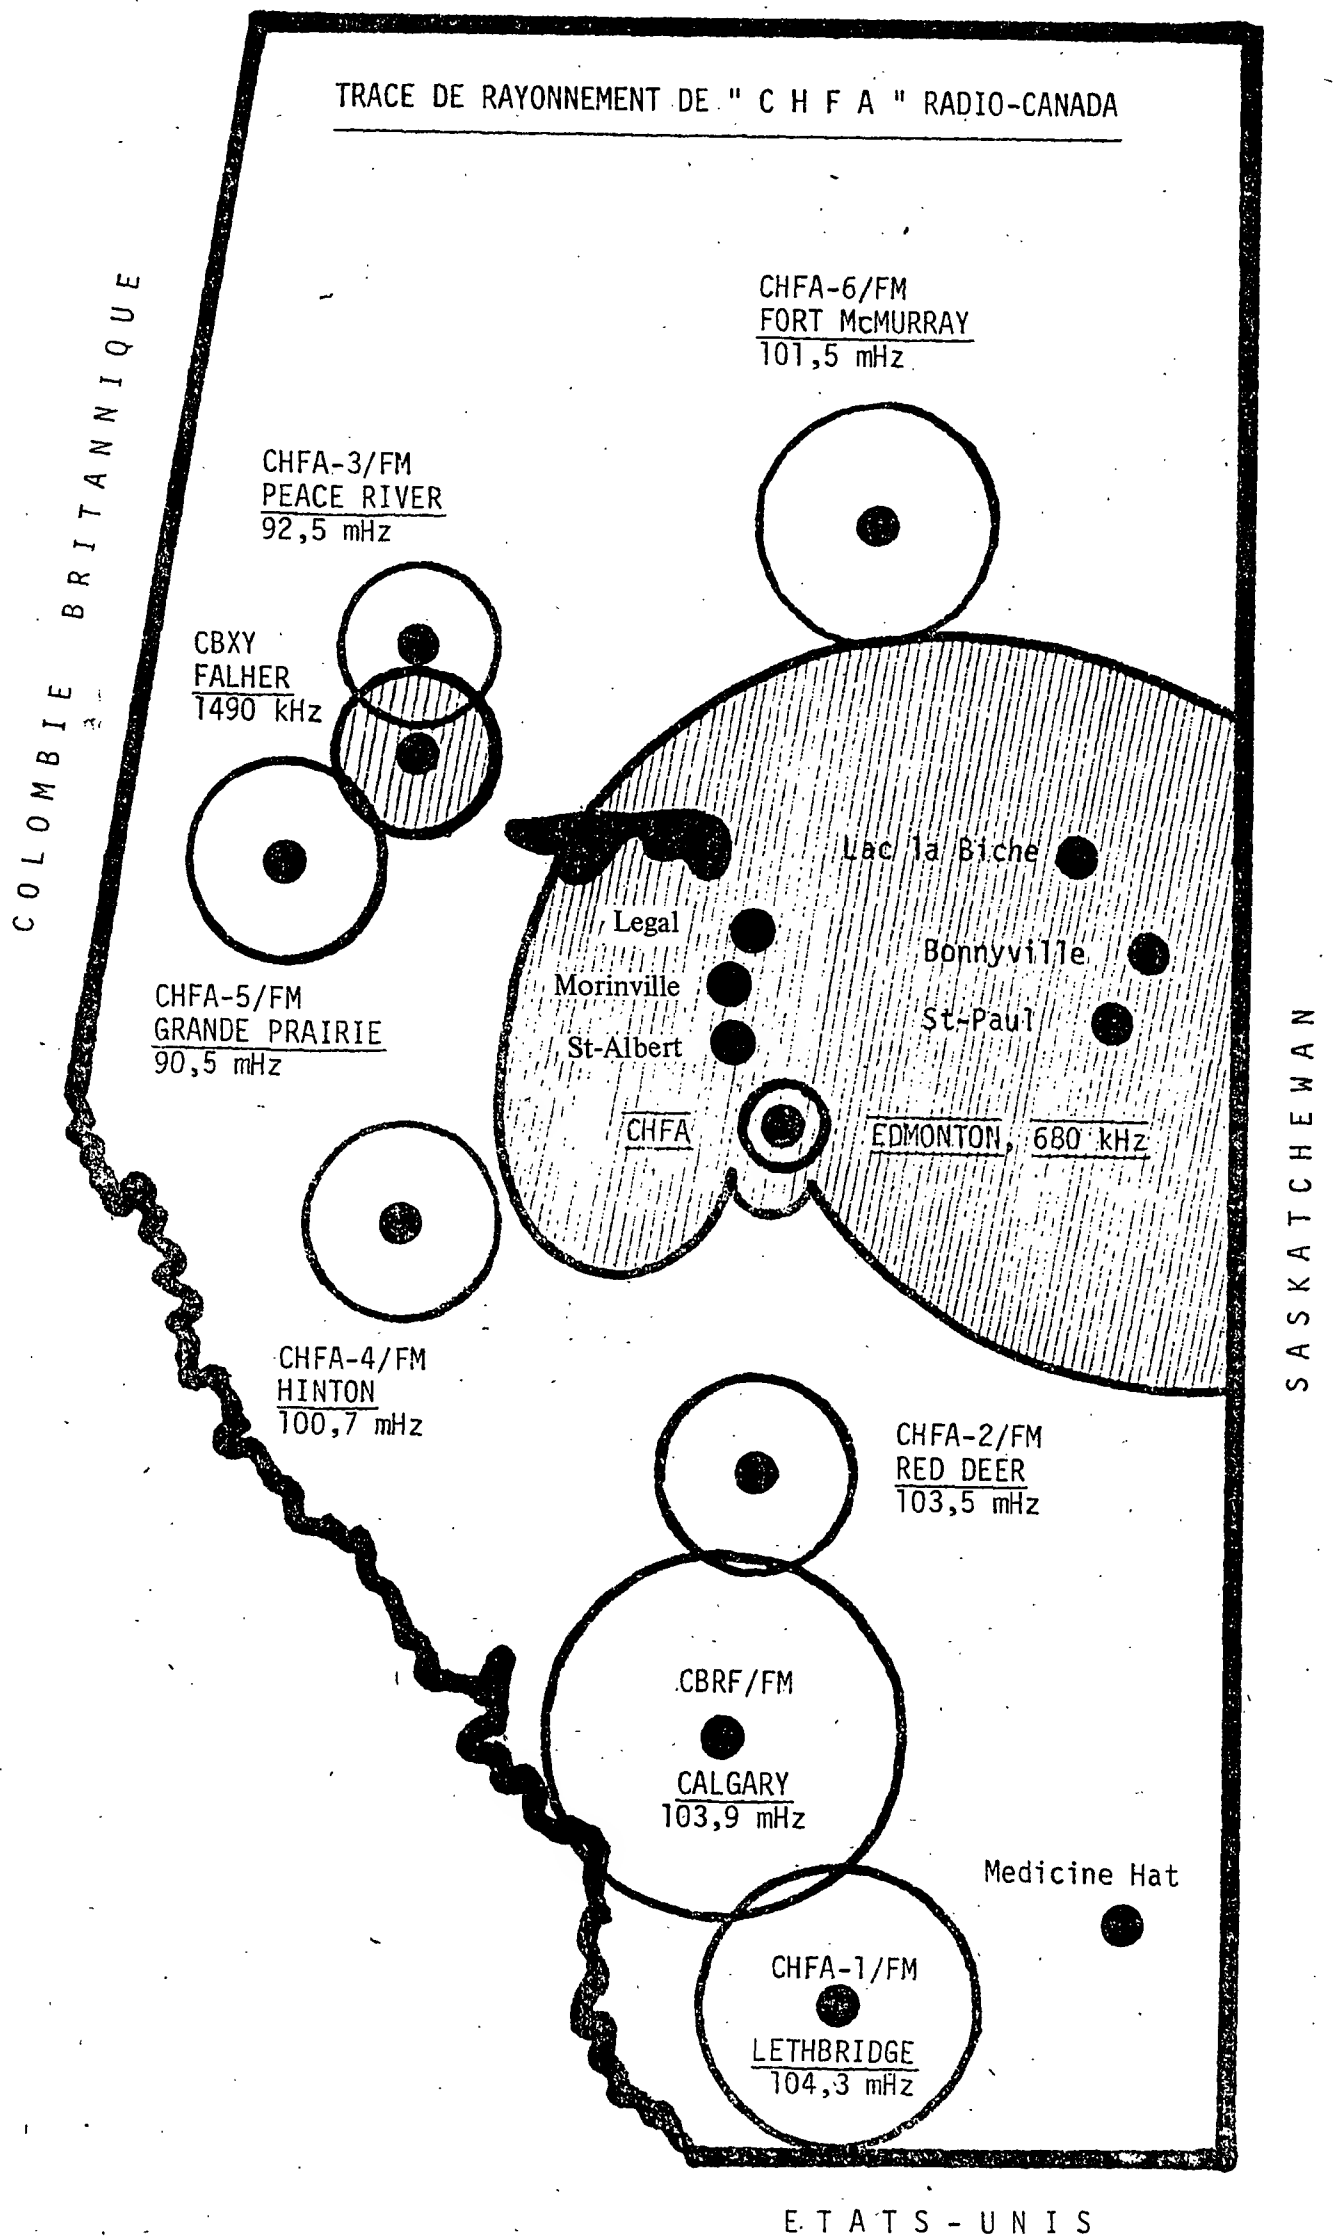 TRACE DE RAYONNEMENT DE " C H F A " RADIO-CANADA
COLOMBIE BRITANNIQUE
CHFA-6/FM
FORT McMURRAY
101,5 mHz
CHFA-3/FM
PEACE RIVER
92,5 mHz
CBXY
FALHER
1490 kHz
Lac la Biche
Legal
Bonnyville
Morinville
St-Paul
St-Albert
CHFA-5/FM
GRANDE PRAIRIE
90,5 mHz
CHFA
EDMONTON, 680 kHz
SASKATCHEWAN
CHFA-4/FM
HINTON
100,7 mHz
CHFA-2/FM
RED DEER
103,5 mHz
CBRF/FM
CALGARY
103,9 mHz
Medicine Hat
CHFA-1/FM
LETHBRIDGE
104,3 mHz
ETATS-UNIS